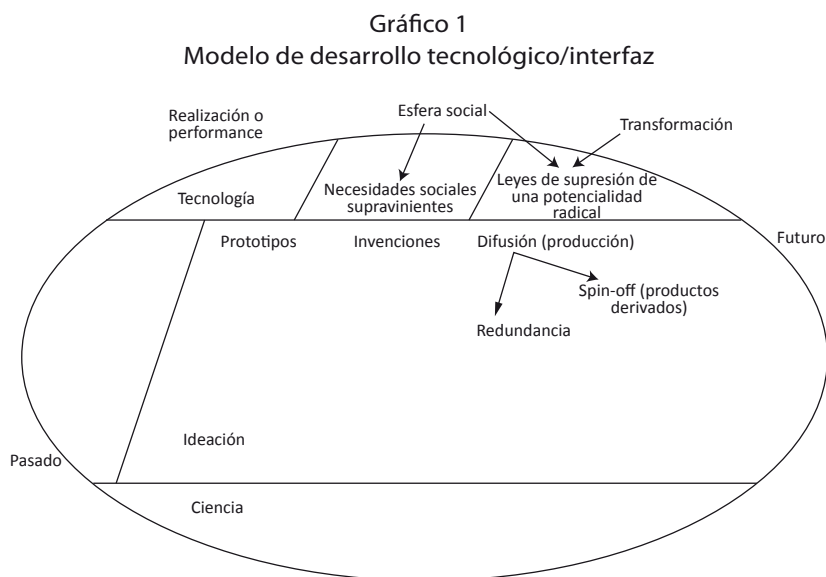 Gráfico 1
Modelo de desarrollo tecnológico/interfaz
Realización o
performance
Esfera social
Transformación
Tecnología
Necesidades sociales
supravinientes
Leyes de supresión de
una potencialidad
radical
Prototipos
Invenciones
Difusión (producción)
Futuro
Spin-off (productos
derivados)
Redundancia
Ideación
Pasado
Ciencia